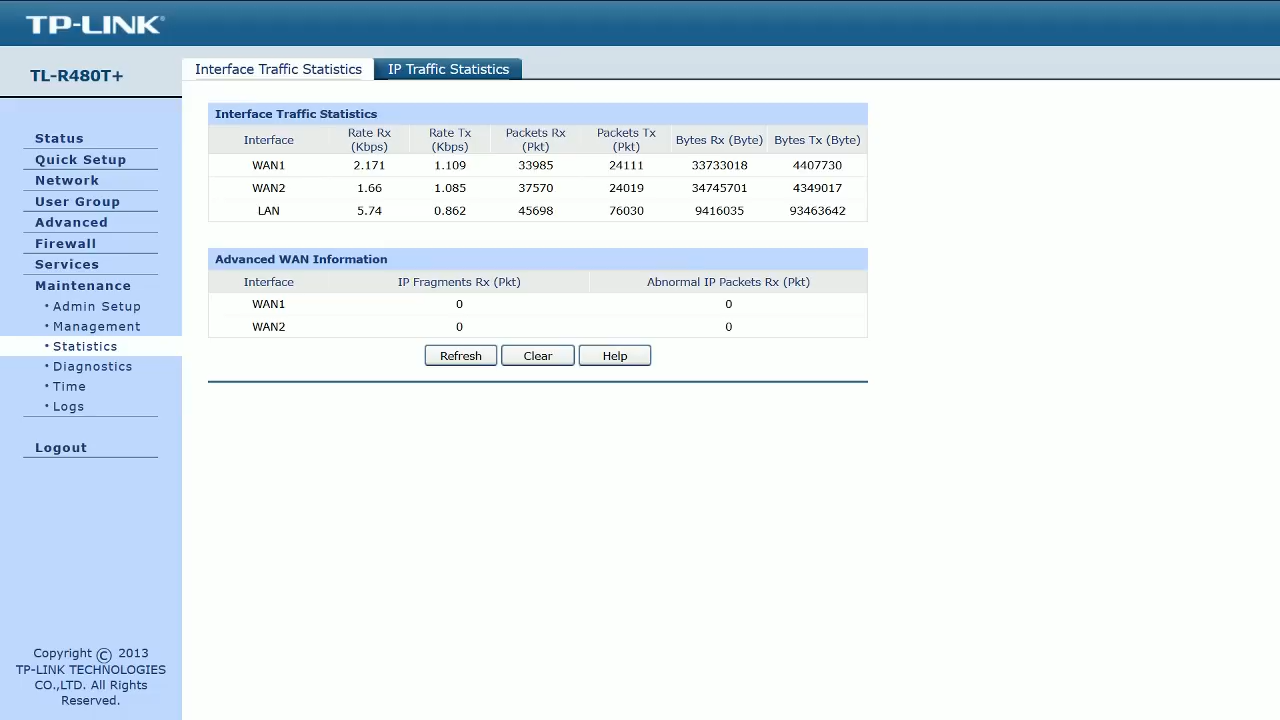 TP-LINK®
TL-R480T+
Interface Traffic Statistics
IP Traffic Statistics
Status
Quick Setup
Network
User Group
Advanced
Firewall
Services
Maintenance
• Admin Setup
• Management
• Statistics
• Diagnostics
• Time
• Logs
Logout
Copyright © 2013
TP-LINK TECHNOLOGIES
CO.,LTD. All Rights
Reserved.
Interface Traffic Statistics
Interface Rate Rx (Kbps) Rate Tx (Kbps) Packets Rx (Pkt) Packets Tx (Pkt) Bytes Rx (Byte) Bytes Tx (Byte)
WAN1 2.171 1.109 33985 24111 33733018 4407730
WAN2 1.66 1.085 37570 24019 34745701 4349017
LAN 5.74 0.862 45698 76030 9416035 93463642
Advanced WAN Information
Interface IP Fragments Rx (Pkt) Abnormal IP Packets Rx (Pkt)
WAN1 0 0
WAN2 0 0
Refresh Clear Help